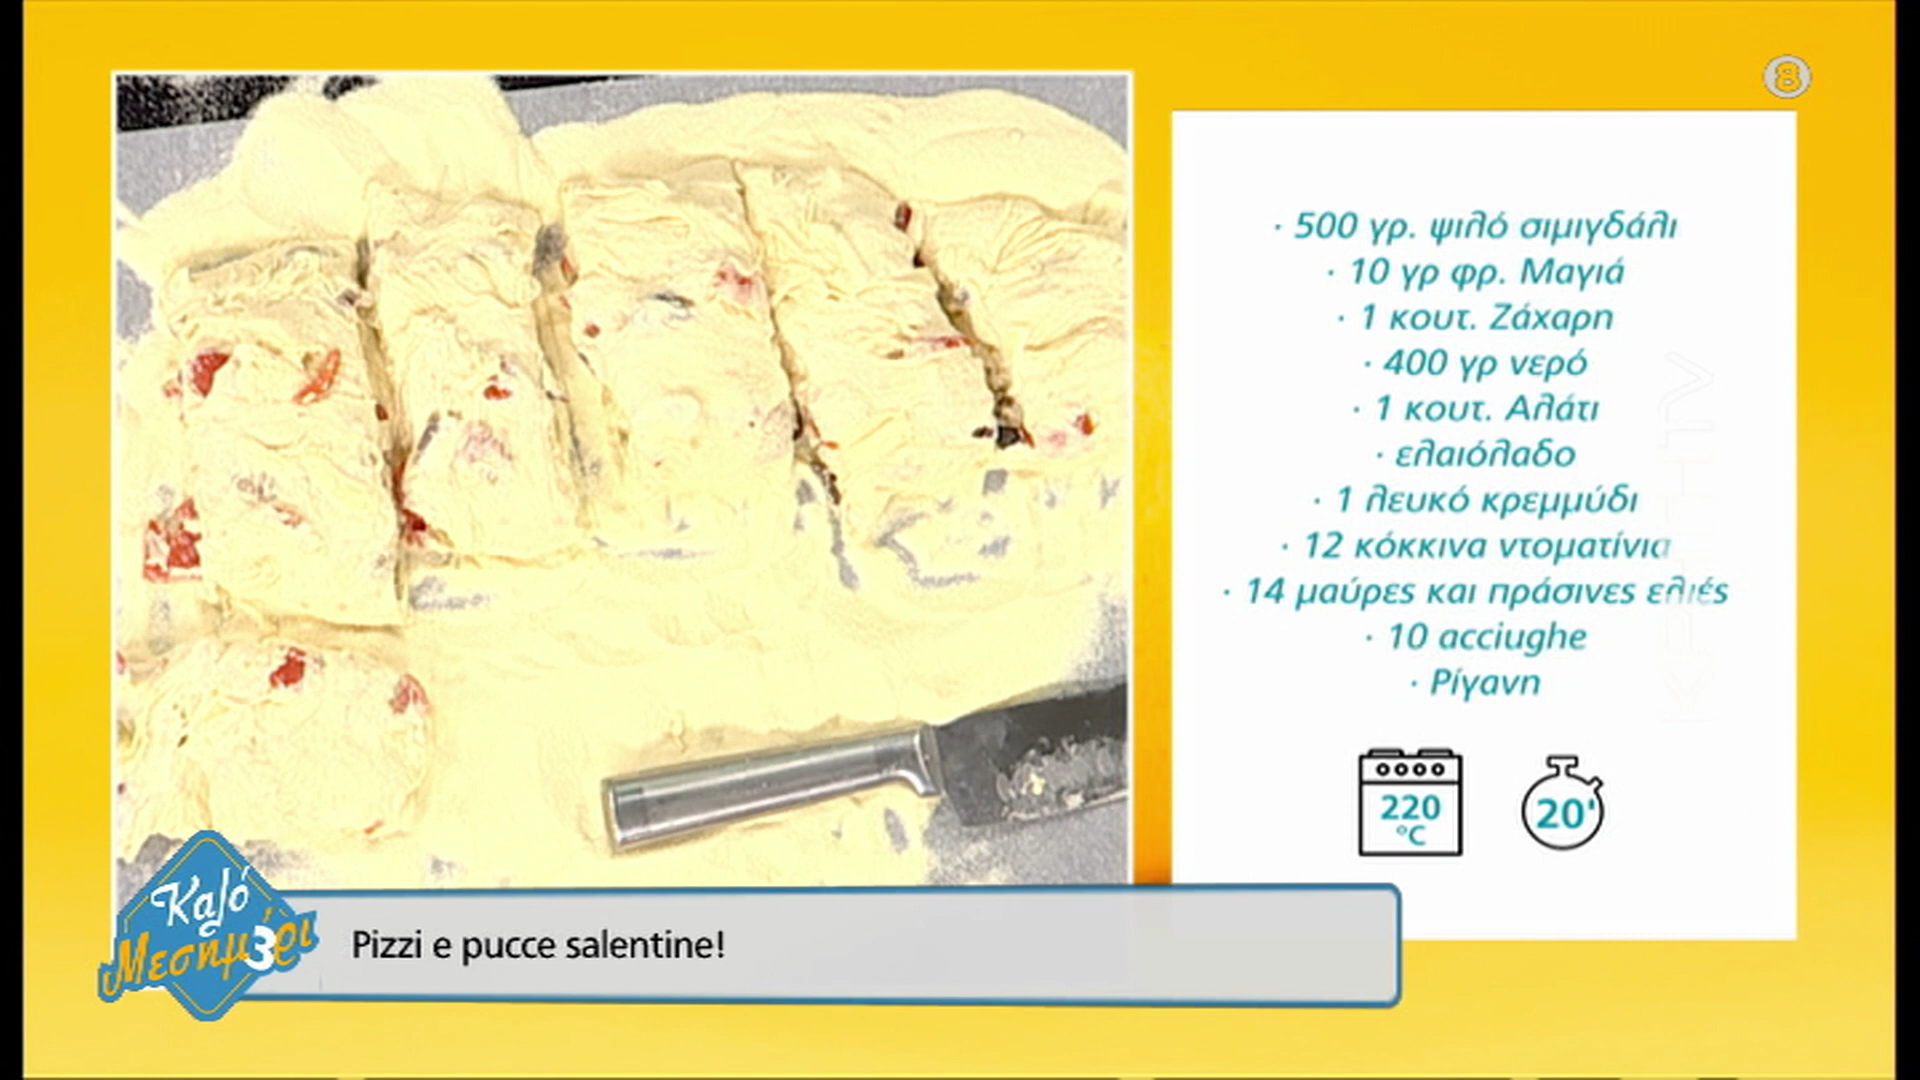 8
· 500 γρ. ψιλό σιμιγδάλι
· 10 γρ φρ. Μαγιά
· 1 κουτ. Ζάχαρη
· 400 γρ νερό
· 1 κουτ. Αλάτι
· ελαιόλαδο
· 1 λευκό κρεμμύδι
· 12 κόκκινα ντοματίνια
· 14 μαύρες και πράσινες ελιές
· 10 acciughe
· Ρίγανη
220
°C
20'
Καλό
Μεσημ3ρι
Pizzi e pucce salentine!